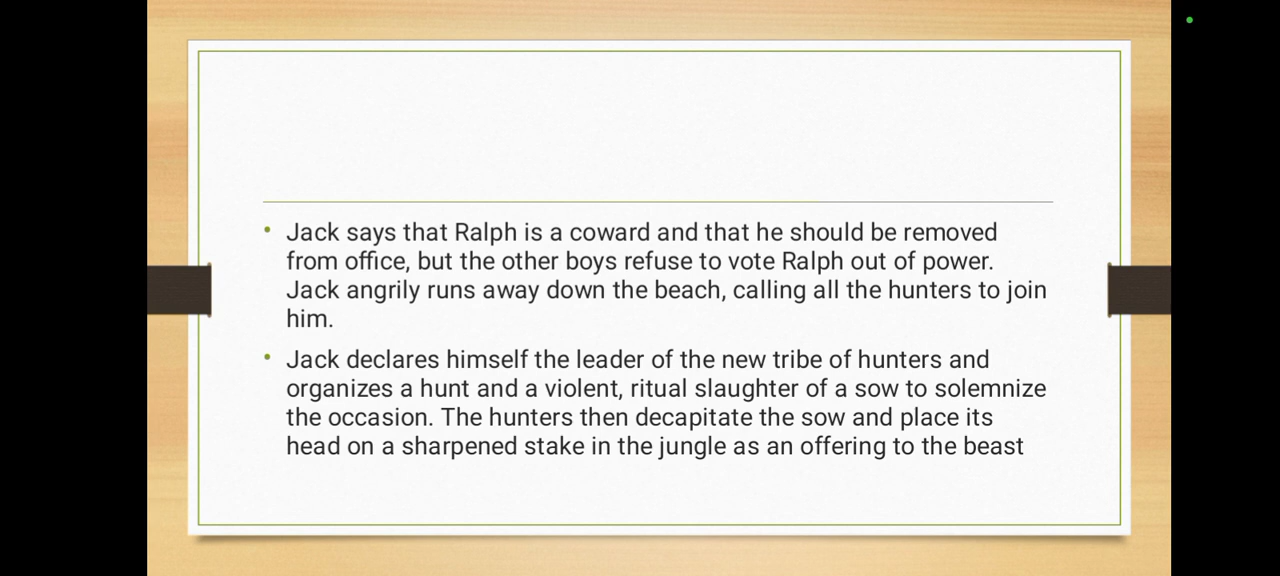 • Jack says that Ralph is a coward and that he should be removed
from office, but the other boys refuse to vote Ralph out of power.
Jack angrily runs away down the beach, calling all the hunters to join
him.
• Jack declares himself the leader of the new tribe of hunters and
organizes a hunt and a violent, ritual slaughter of a sow to solemnize
the occasion. The hunters then decapitate the sow and place its
head on a sharpened stake in the jungle as an offering to the beast